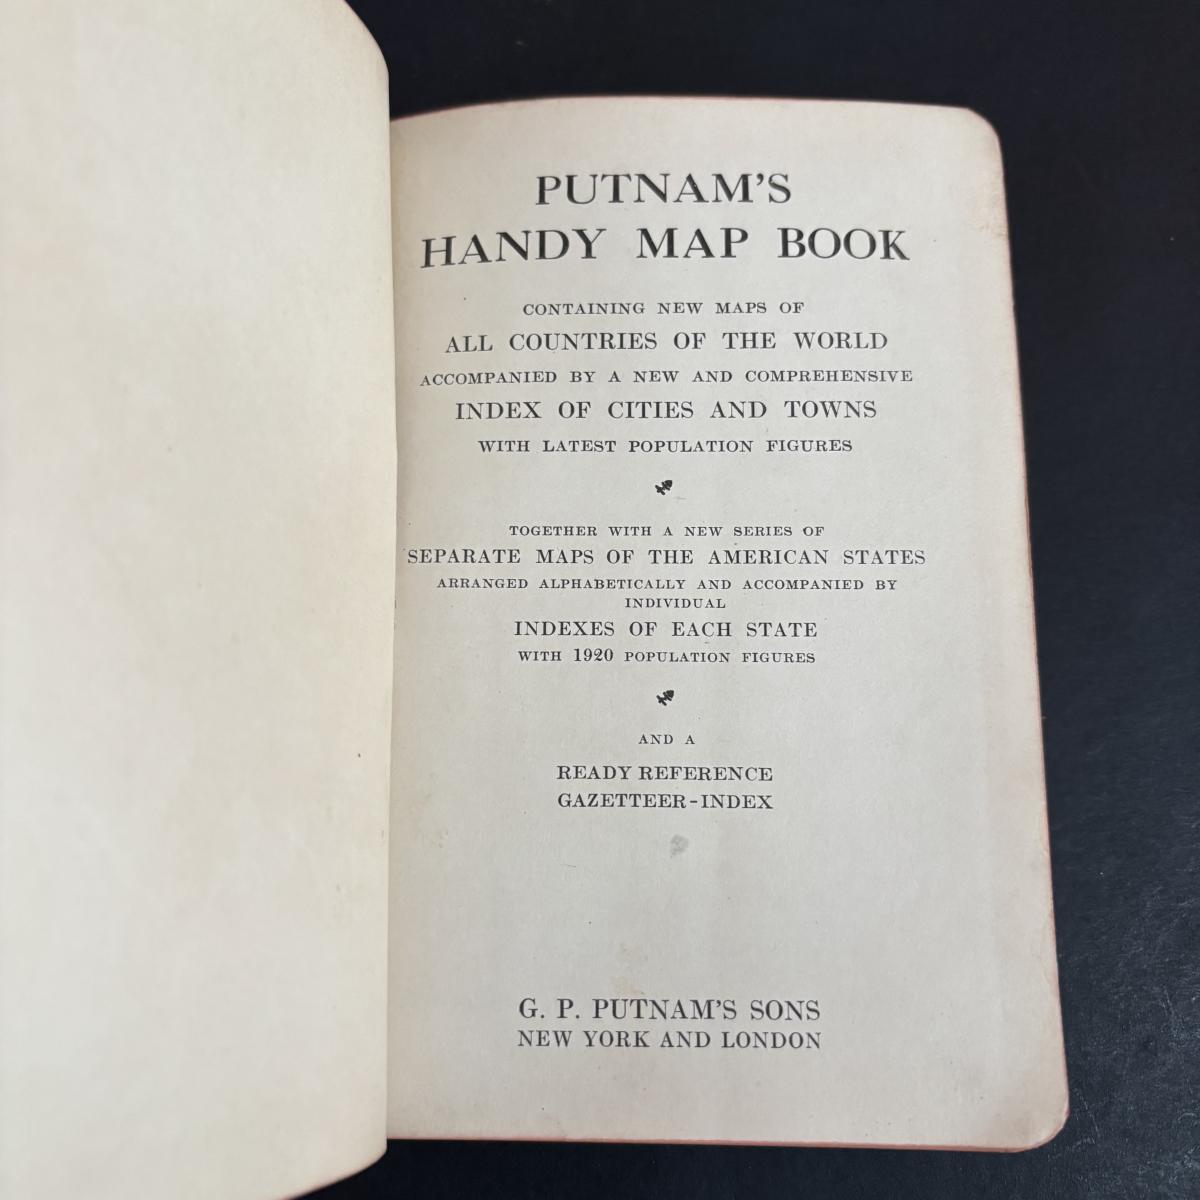 PUTNAM'S
HANDY MAP BOOK
CONTAINING NEW MAPS OF
ALL COUNTRIES OF THE WORLD
ACCOMPANIED BY A NEW AND COMPREHENSIVE
INDEX OF CITIES AND TOWNS
WITH LATEST POPULATION FIGURES
TOGETHER WITH A NEW SERIES OF
SEPARATE MAPS OF THE AMERICAN STATES
ARRANGED ALPHABETICALLY AND ACCOMPANIED BY
INDIVIDUAL
INDEXES OF EACH STATE
WITH 1920 POPULATION FIGURES
AND A
READY REFERENCE
GAZETTEER-INDEX
G. P. PUTNAM'S SONS
NEW YORK AND LONDON